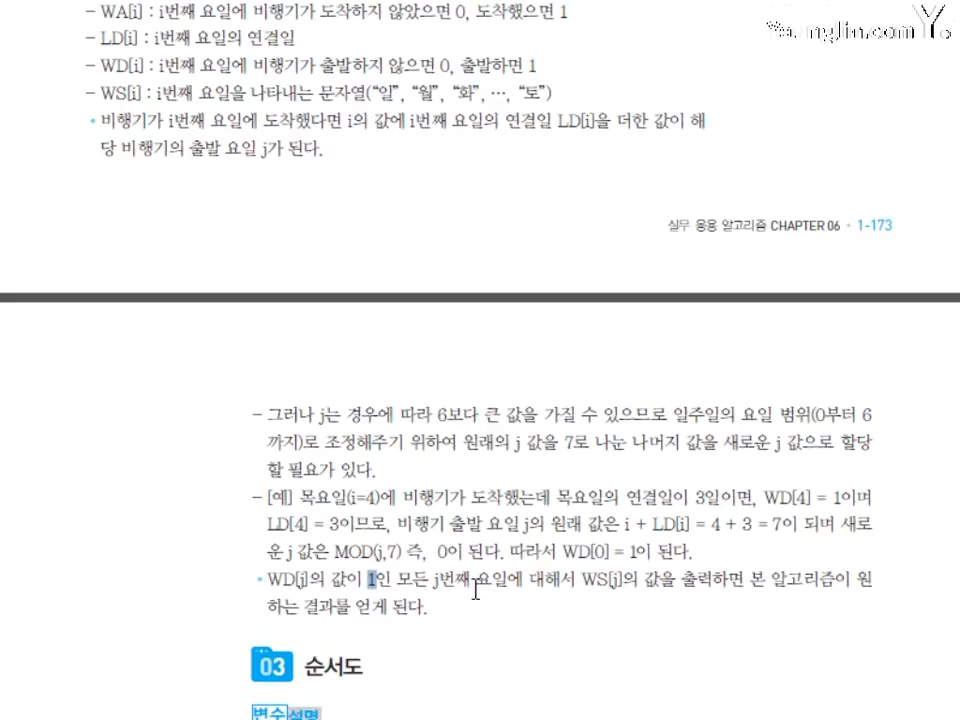 - WA[i] : i번째 요일에 비행기가 도착하지 않았으면 0, 도착했으면 1
- LD[i] : i번째 요일의 연결일
- WD[i] : i번째 요일에 비행기가 출발하지 않으면 0, 출발하면 1
- WS[i] : i번째 요일을 나타내는 문자열("일", "월", "화", …, "토")
• 비행기가 i번째 요일에 도착했다면 i의 값에 i번째 요일의 연결일 LD[i]을 더한 값이 해
당 비행기의 출발 요일 j가 된다.
Younglin.com Y.
실무 응용 알고리즘 CHAPTER 06 • 1-173
- 그러나 j는 경우에 따라 6보다 큰 값을 가질 수 있으므로 일주일의 요일 범위(0부터 6
까지)로 조정해주기 위하여 원래의 j 값을 7로 나눈 나머지 값을 새로운 j 값으로 할당
할 필요가 있다.
- [예] 목요일(i=4)에 비행기가 도착했는데 목요일의 연결일이 3일이면, WD[4] = 1이며
LD[4] = 3이므로, 비행기 출발 요일 j의 원래 값은 i + LD[i] = 4 + 3 = 7이 되며 새로
운 j 값은 MOD(j,7) 즉, 0이 된다. 따라서 WD[0] = 1이 된다.
• WD[j]의 값이 1인 모든 j번째 요일에 대해서 WS[j]의 값을 출력하면 본 알고리즘이 원
하는 결과를 얻게 된다.
03 순서도
변수설명